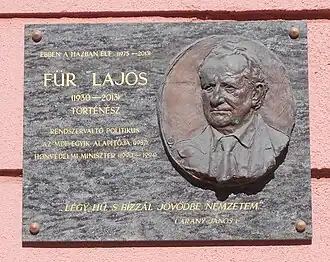 EBBEN A HÁZBAN ÉLT (1975–2013)
FÜR LAJOS
(1930–2013)
TÖRTÉNÉSZ
RENDSZERVÁLTÓ POLITIKUS
AZ MDF EGYIK ALAPÍTÓJA (1987)
HONVÉDELMI MINISZTER (1990–1994)
„LÉGY HŰ, S BÍZZÁL JÖVŐDBE NEMZETEM.”
(ARANY JÁNOS)